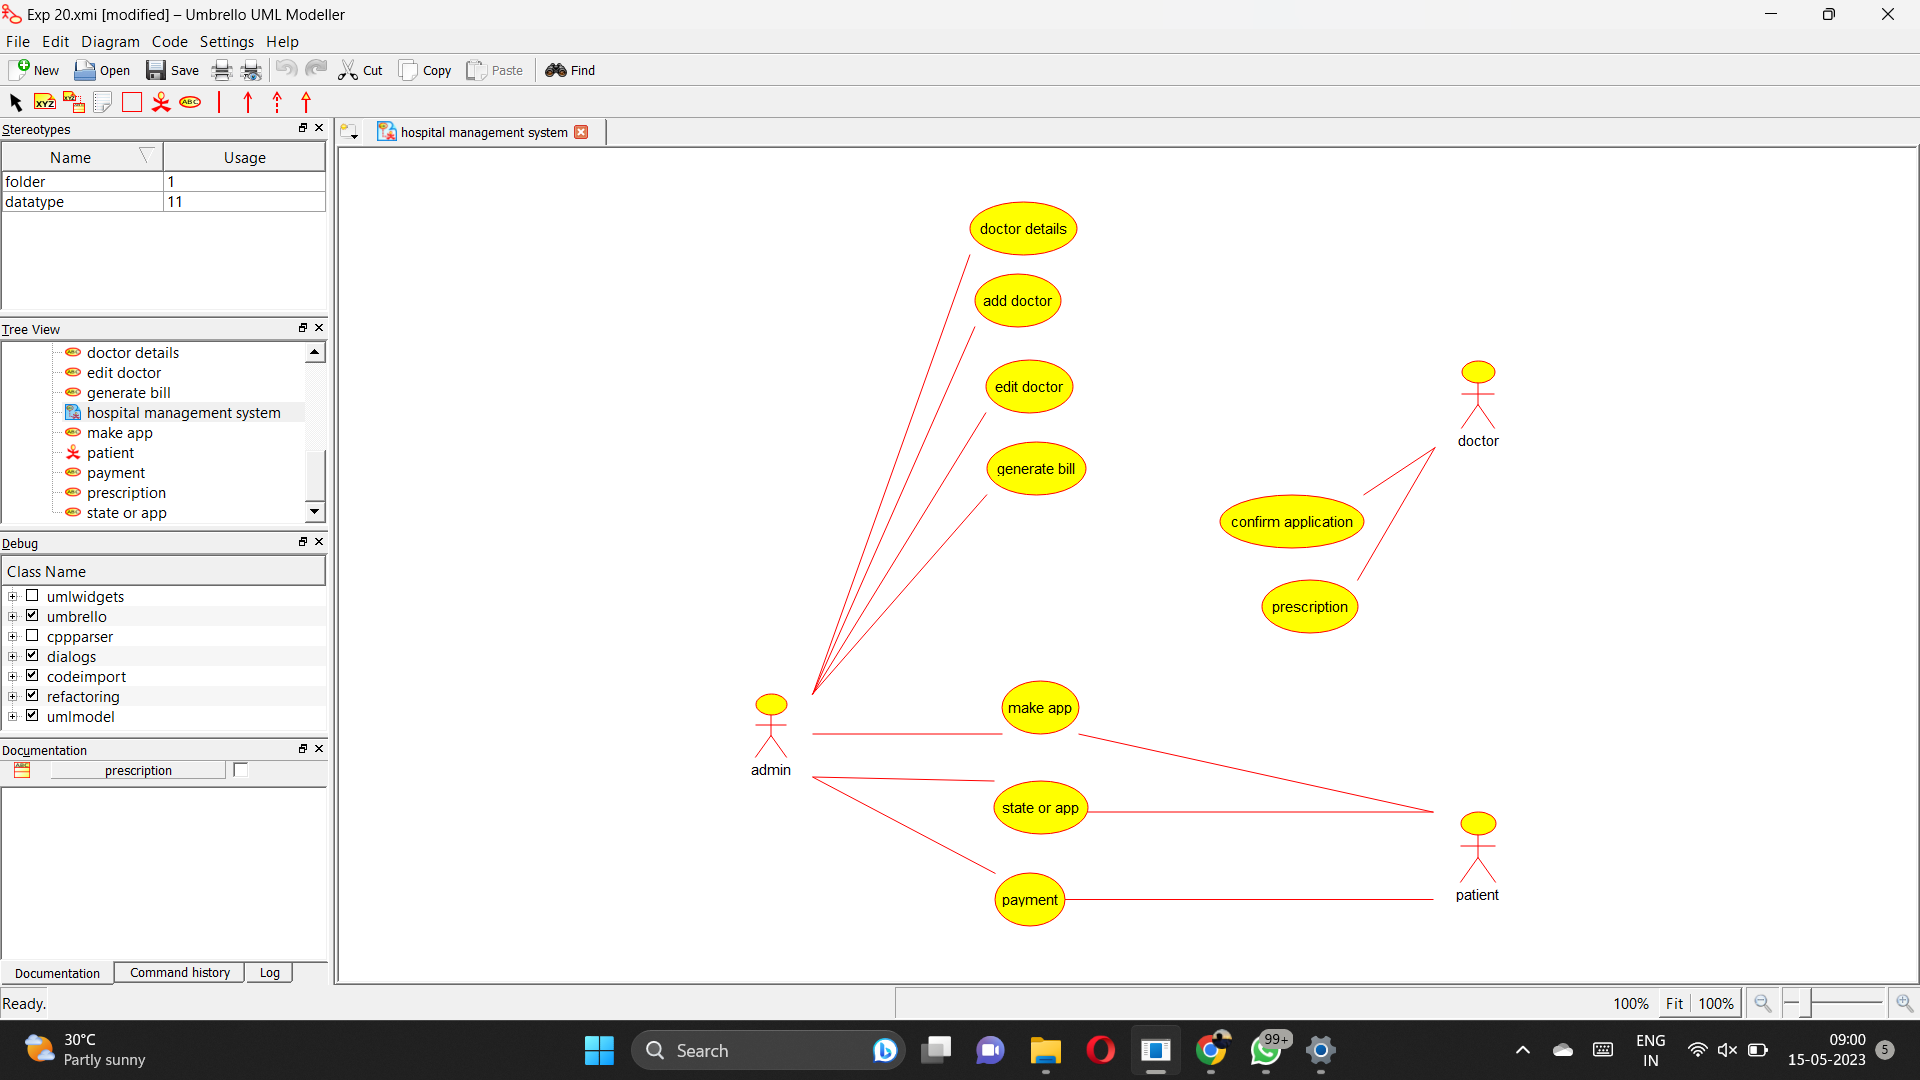 Exp 20.xmi [modified] – Umbrello UML Modeller
File Edit Diagram Code Settings Help
New Open Save Cut Copy Paste Find
XYZ ABC
Stereotypes
hospital management system
Name Usage
folder 1
datatype 11
Tree View
doctor details
edit doctor
generate bill
hospital management system
make app
patient
payment
prescription
state or app
Debug
Class Name
umlwidgets
umbrello
cppparser
dialogs
codeimport
refactoring
umlmodel
Documentation
prescription
Documentation Command history Log
doctor details
add doctor
edit doctor
generate bill
doctor
confirm application
prescription
make app
admin
state or app
patient
payment
Ready.
100% Fit 100%
30°C
Partly sunny
Search
99+
ENG
IN
09:00
15-05-2023
5